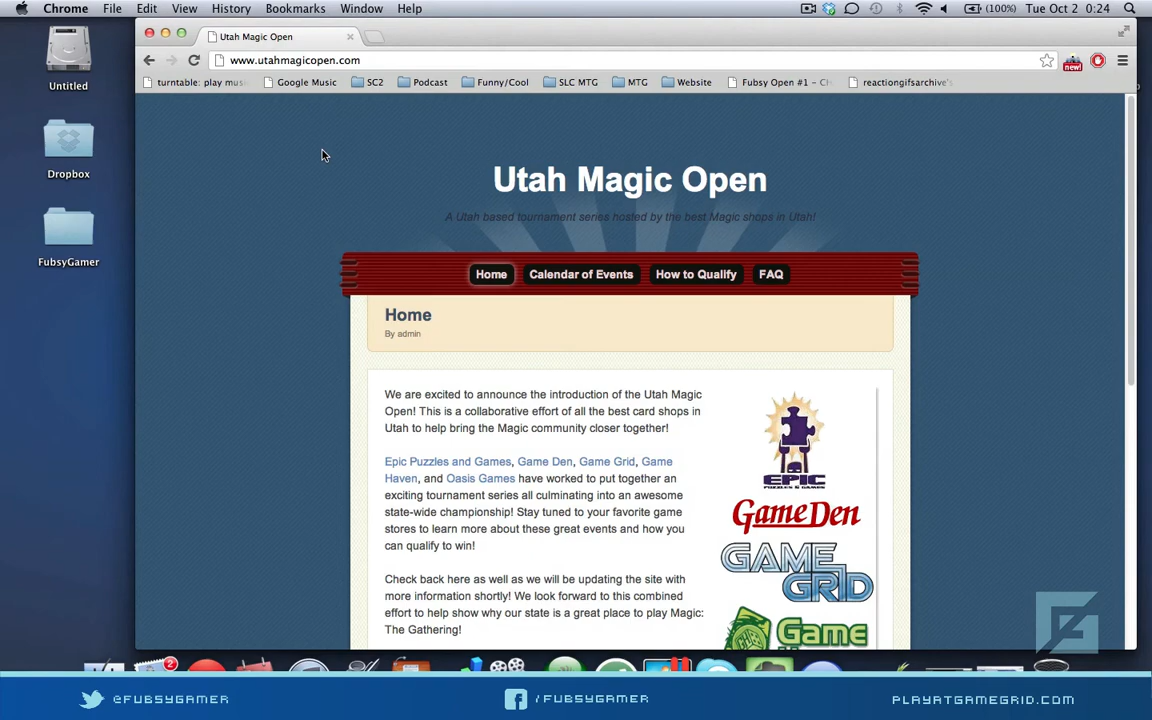 Chrome File Edit View History Bookmarks Window Help (100%) Tue Oct 2 0:24
Utah Magic Open
www.utahmagicopen.com
turntable: play mus Google Music SC2 Podcast Funny/Cool SLC MTG MTG Website Fubsy Open #1 – Ch reactiongifsarchive's
new!
Untitled
Dropbox
FubsyGamer
Utah Magic Open
A Utah based tournament series hosted by the best Magic shops in Utah!
Home Calendar of Events How to Qualify FAQ
Home
By admin
We are excited to announce the introduction of the Utah Magic
Open! This is a collaborative effort of all the best card shops in
Utah to help bring the Magic community closer together!
Epic Puzzles and Games, Game Den, Game Grid, Game
Haven, and Oasis Games have worked to put together an
exciting tournament series all culminating into an awesome
state-wide championship! Stay tuned to your favorite game
stores to learn more about these great events and how you
can qualify to win!
Check back here as well as we will be updating the site with
more information shortly! We look forward to this combined
effort to help show why our state is a great place to play Magic:
The Gathering!
EPIC
PUZZLES & GAMES
GameDen
GAME
GRID
Game
2
@FUBSYGAMER /FUBSYGAMER PLAYATGAMEGRID.COM